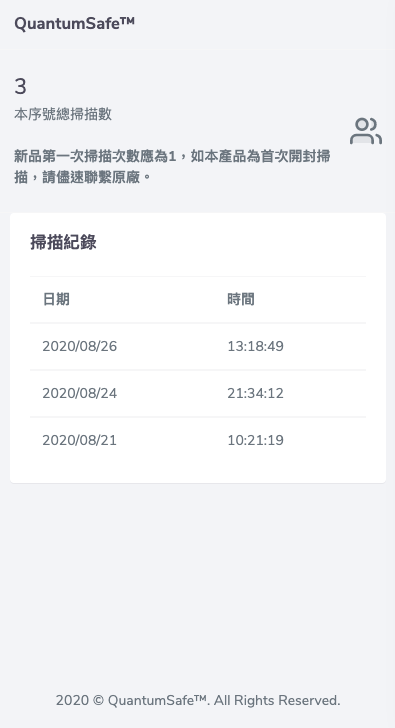 QuantumSafe™
3
本序號總掃描數
新品第一次掃描次數應為1，如本產品為首次開封掃
描，請儘速聯繫原廠。
掃描紀錄
日期 時間
2020/08/26 13:18:49
2020/08/24 21:34:12
2020/08/21 10:21:19
2020 © QuantumSafe™. All Rights Reserved.